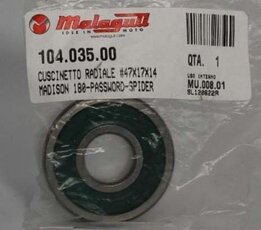 Malaguti
IDEE IN MOTO
104.035.00
QTA. 1
CUSCINETTO RADIALE #47X17X14
MADISON 180-PASSWORD-SPIDER
USO INTERNO
MU.008.01
SL120622R